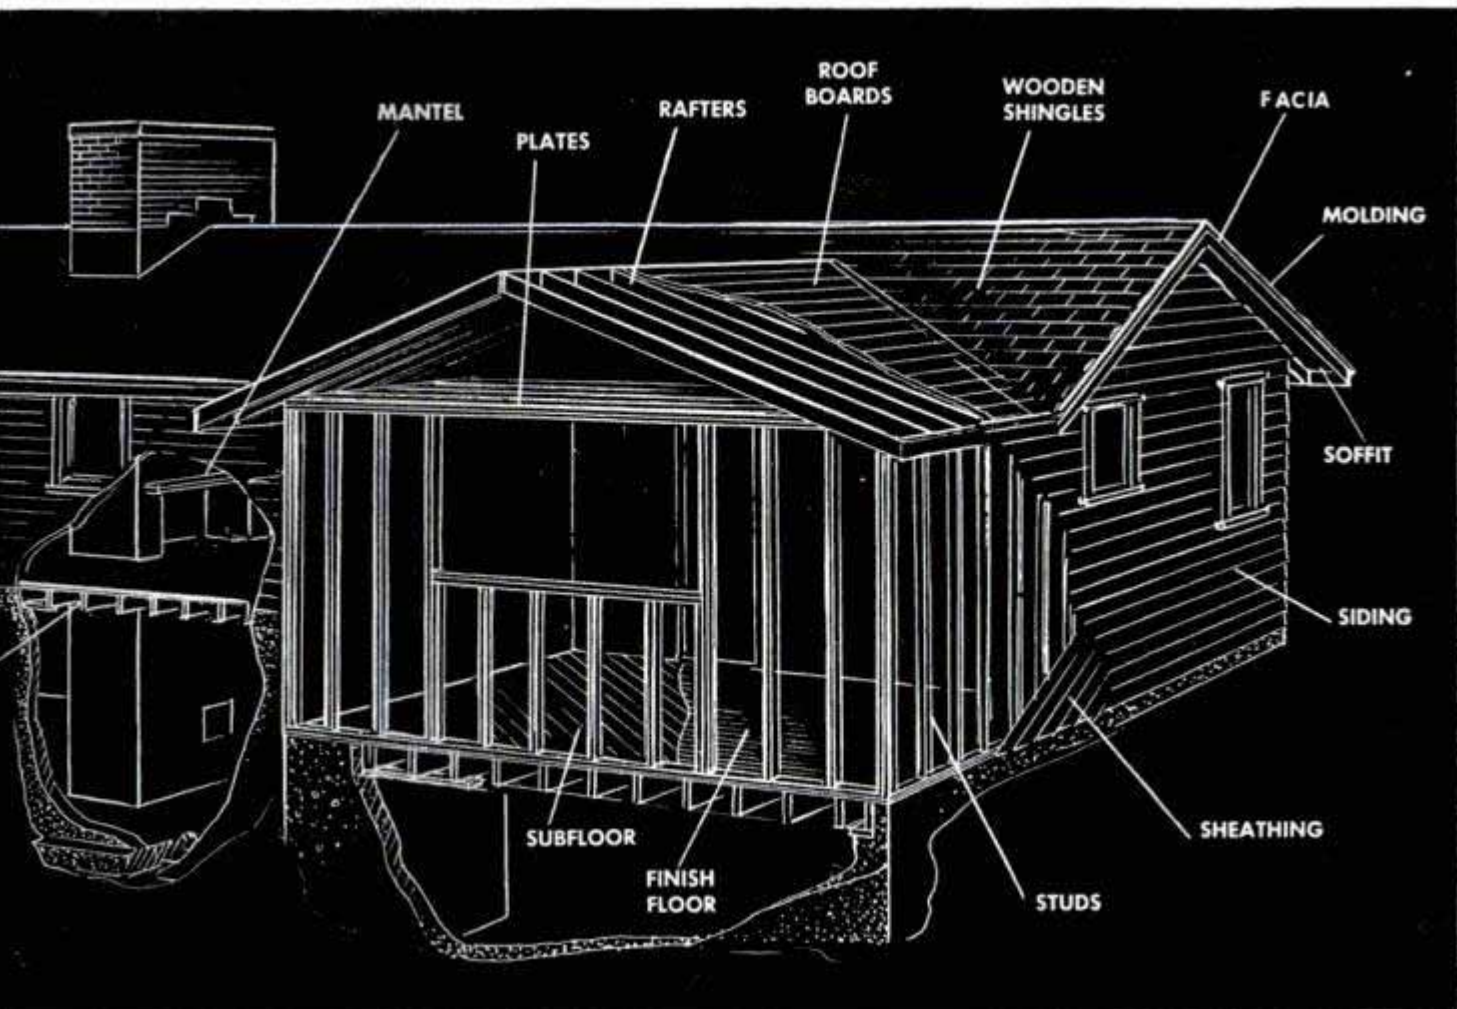 MANTEL
PLATES
RAFTERS
ROOF
BOARDS
WOODEN
SHINGLES
FACIA
MOLDING
SOFFIT
SIDING
SHEATHING
STUDS
SUBFLOOR
FINISH
FLOOR